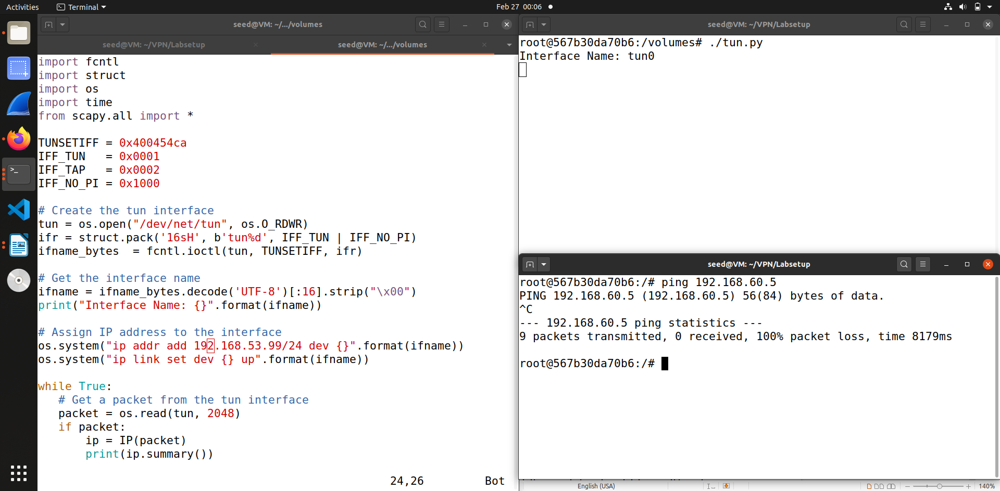 Activities
Terminal
Feb 27 00:06
seed@VM: ~/.../volumes
seed@VM: ~/VPN/Labsetup
seed@VM: ~/.../volumes
import fcntl
import struct
import os
import time
from scapy.all import *
TUNSETIFF = 0x400454ca
IFF_TUN   = 0x0001
IFF_TAP   = 0x0002
IFF_NO_PI = 0x1000
# Create the tun interface
tun = os.open("/dev/net/tun", os.O_RDWR)
ifr = struct.pack('16sH', b'tun%d', IFF_TUN | IFF_NO_PI)
ifname_bytes  = fcntl.ioctl(tun, TUNSETIFF, ifr)
# Get the interface name
ifname = ifname_bytes.decode('UTF-8')[:16].strip("\x00")
print("Interface Name: {}".format(ifname))
# Assign IP address to the interface
os.system("ip addr add 192.168.53.99/24 dev {}".format(ifname))
os.system("ip link set dev {} up".format(ifname))
while True:
   # Get a packet from the tun interface
   packet = os.read(tun, 2048)
   if packet:
       ip = IP(packet)
       print(ip.summary())
24,26 Bot
seed@VM: ~/VPN/Labsetup
root@567b30da70b6:/volumes# ./tun.py
Interface Name: tun0
seed@VM: ~/VPN/Labsetup
root@567b30da70b6:/# ping 192.168.60.5
PING 192.168.60.5 (192.168.60.5) 56(84) bytes of data.
^C
--- 192.168.60.5 ping statistics ---
9 packets transmitted, 0 received, 100% packet loss, time 8179ms
root@567b30da70b6:/#
English (USA)
140%